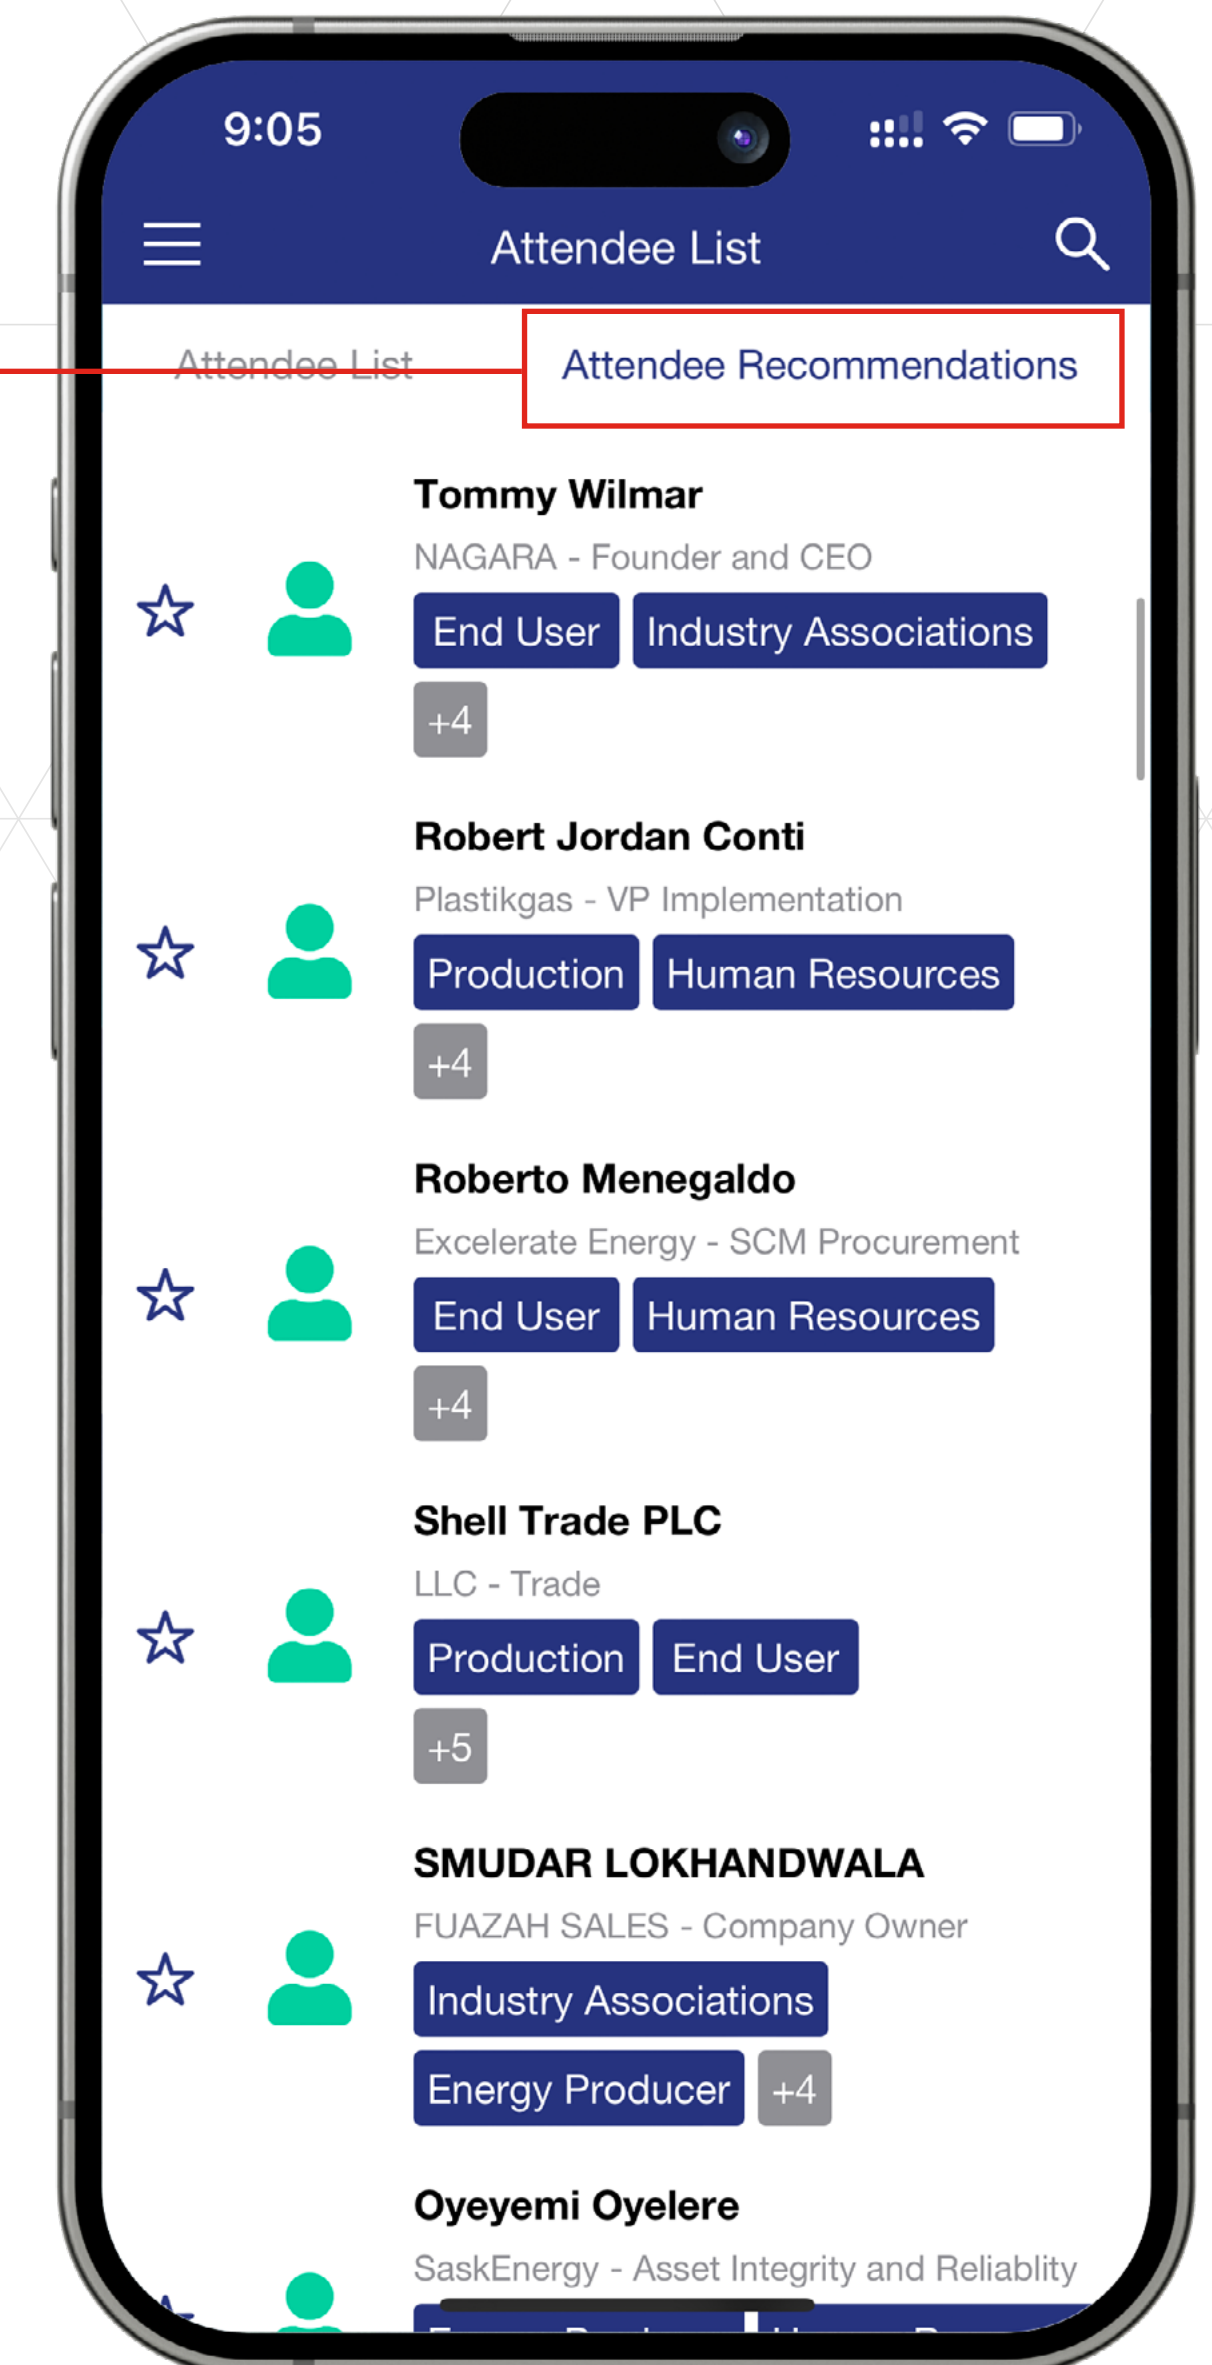 9:05
Attendee List
Attendee List Attendee Recommendations
Tommy Wilmar
NAGARA - Founder and CEO
End User Industry Associations
+4
Robert Jordan Conti
Plastikgas - VP Implementation
Production Human Resources
+4
Roberto Menegaldo
Excelerate Energy - SCM Procurement
End User Human Resources
+4
Shell Trade PLC
LLC - Trade
Production End User
+5
SMUDAR LOKHANDWALA
FUAZAH SALES - Company Owner
Industry Associations
Energy Producer +4
Oyeyemi Oyelere
SaskEnergy - Asset Integrity and Reliablity